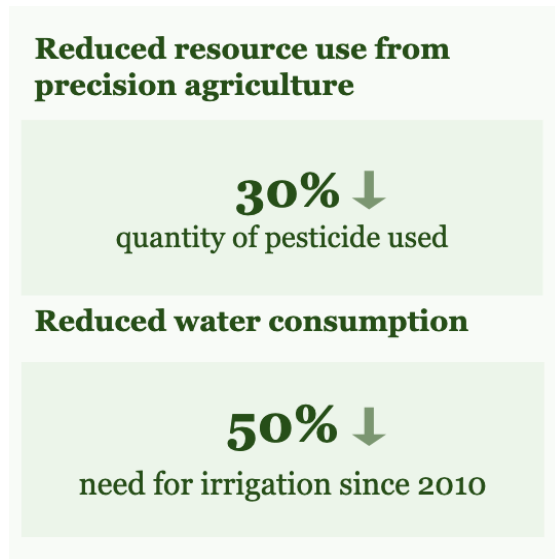 Reduced resource use from
precision agriculture
30%
quantity of pesticide used
Reduced water consumption
50%
need for irrigation since 2010